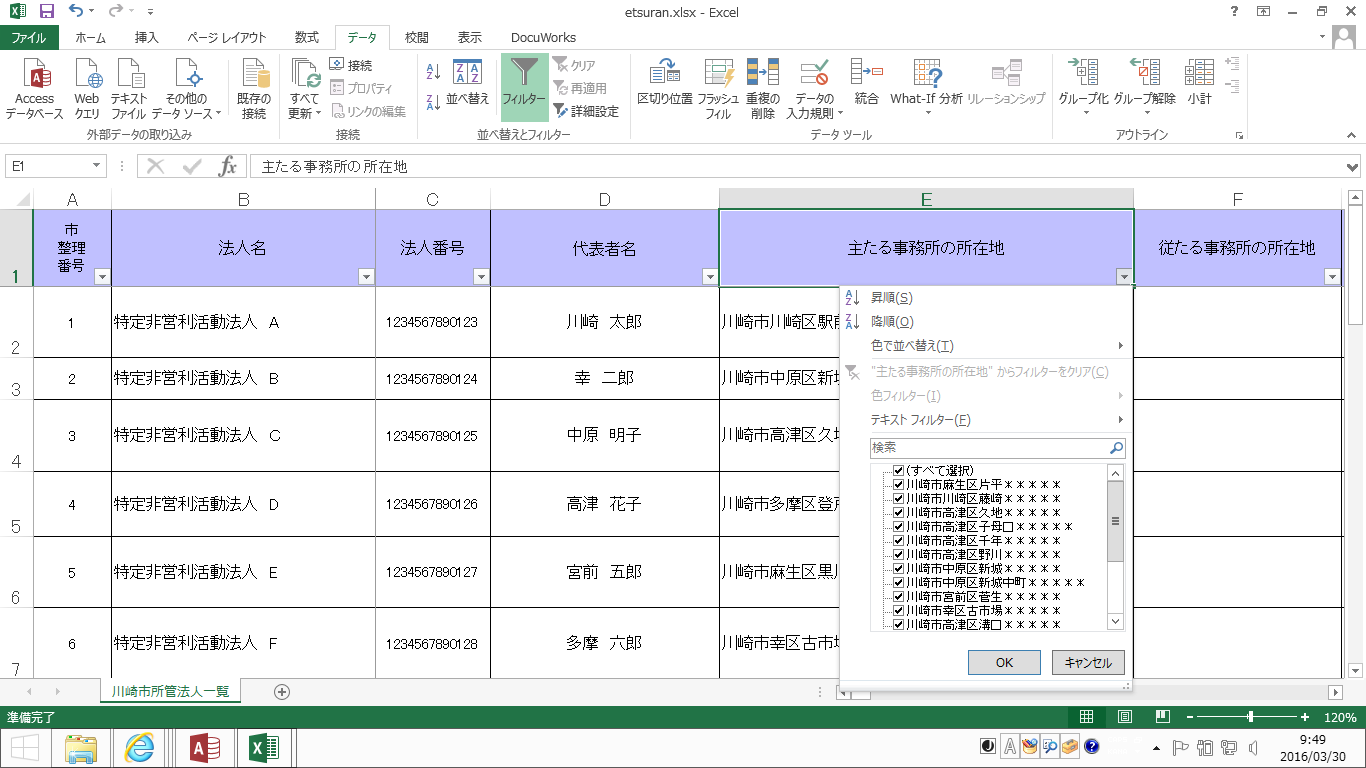 etsuran.xlsx - Excel
ファイル ホーム 挿入 ページ レイアウト 数式 データ 校閲 表示 DocuWorks
Access
データベース
Web
クエリ
テキスト
ファイル
その他の
データ ソース
既存の
接続
外部データの取り込み
すべて
更新
接続
プロパティ
リンクの編集
接続
並べ替え
フィルター
クリア
再適用
詳細設定
並べ替えとフィルター
区切り位置
フラッシュ
フィル
重複の
削除
データの
入力規則
統合
What-If 分析
リレーションシップ
データ ツール
グループ化
グループ解除
小計
アウトライン
E1 fx 主たる事務所の所在地
A B C D E F
1
市
整理
番号
法人名 法人番号 代表者名 主たる事務所の所在地 従たる事務所の所在地
2 1 特定非営利活動法人 A 1234567890123 川崎 太郎 川崎市川崎区駅前
3 2 特定非営利活動法人 B 1234567890124 幸 二郎 川崎市中原区新城
4 3 特定非営利活動法人 C 1234567890125 中原 明子 川崎市高津区久地
5 4 特定非営利活動法人 D 1234567890126 高津 花子 川崎市多摩区登戸
6 5 特定非営利活動法人 E 1234567890127 宮前 五郎 川崎市麻生区黒川
7 6 特定非営利活動法人 F 1234567890128 多摩 六郎 川崎市幸区古市場
昇順(S)
降順(O)
色で並べ替え(T)
"主たる事務所の所在地" からフィルターをクリア(C)
色フィルター(I)
テキスト フィルター(F)
検索
(すべて選択)
川崎市麻生区片平＊＊＊＊＊
川崎市川崎区藤崎＊＊＊＊＊
川崎市高津区久地＊＊＊＊＊
川崎市高津区子母口＊＊＊＊＊
川崎市高津区千年＊＊＊＊＊
川崎市高津区野川＊＊＊＊＊
川崎市中原区新城＊＊＊＊＊
川崎市中原区新城中町＊＊＊＊＊
川崎市宮前区菅生＊＊＊＊＊
川崎市幸区古市場＊＊＊＊＊
川崎市高津区溝口＊＊＊＊＊
OK キャンセル
川崎市所管法人一覧
準備完了 120%
9:49
2016/03/30